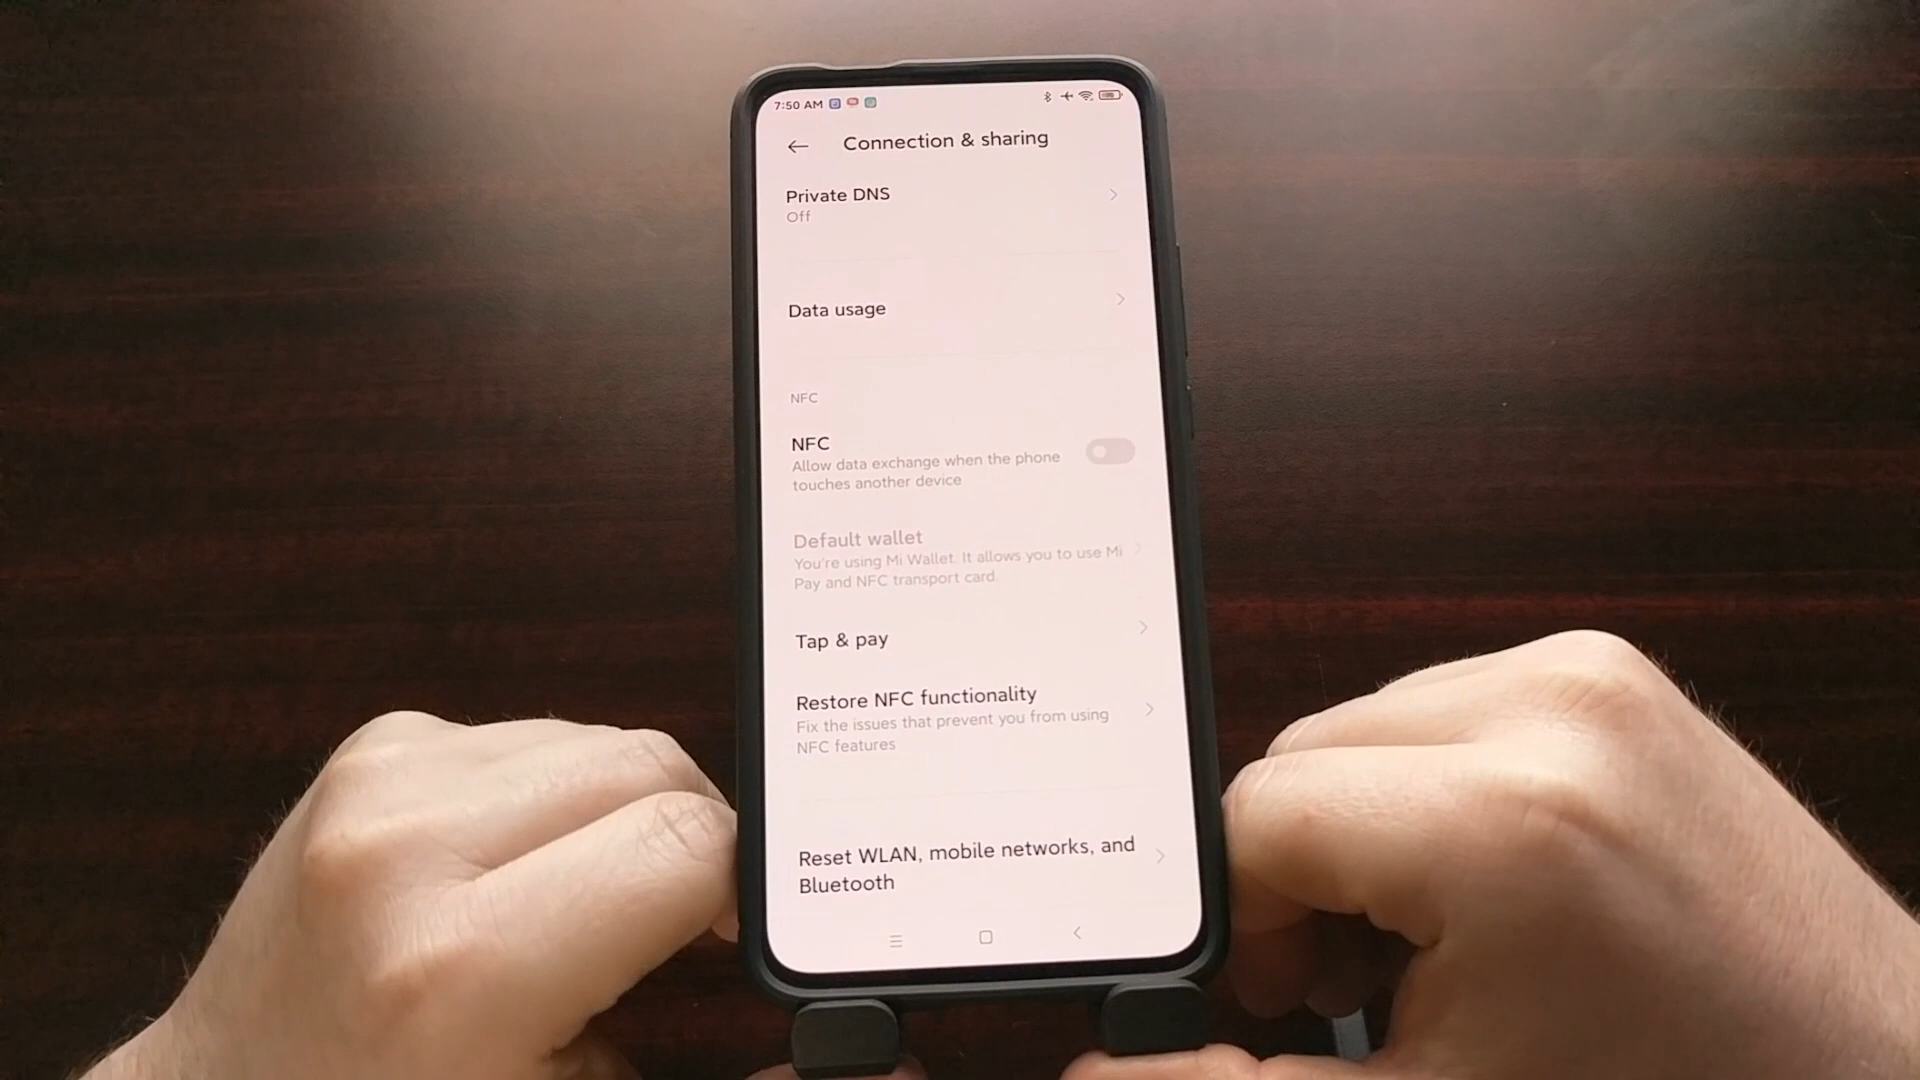 7:50 AM
Connection & sharing
Private DNS
Off
Data usage
NFC
NFC
Allow data exchange when the phone
touches another device
Default wallet
You're using Mi Wallet. It allows you to use Mi
Pay and NFC transport card.
Tap & pay
Restore NFC functionality
Fix the issues that prevent you from using
NFC features
Reset WLAN, mobile networks, and
Bluetooth